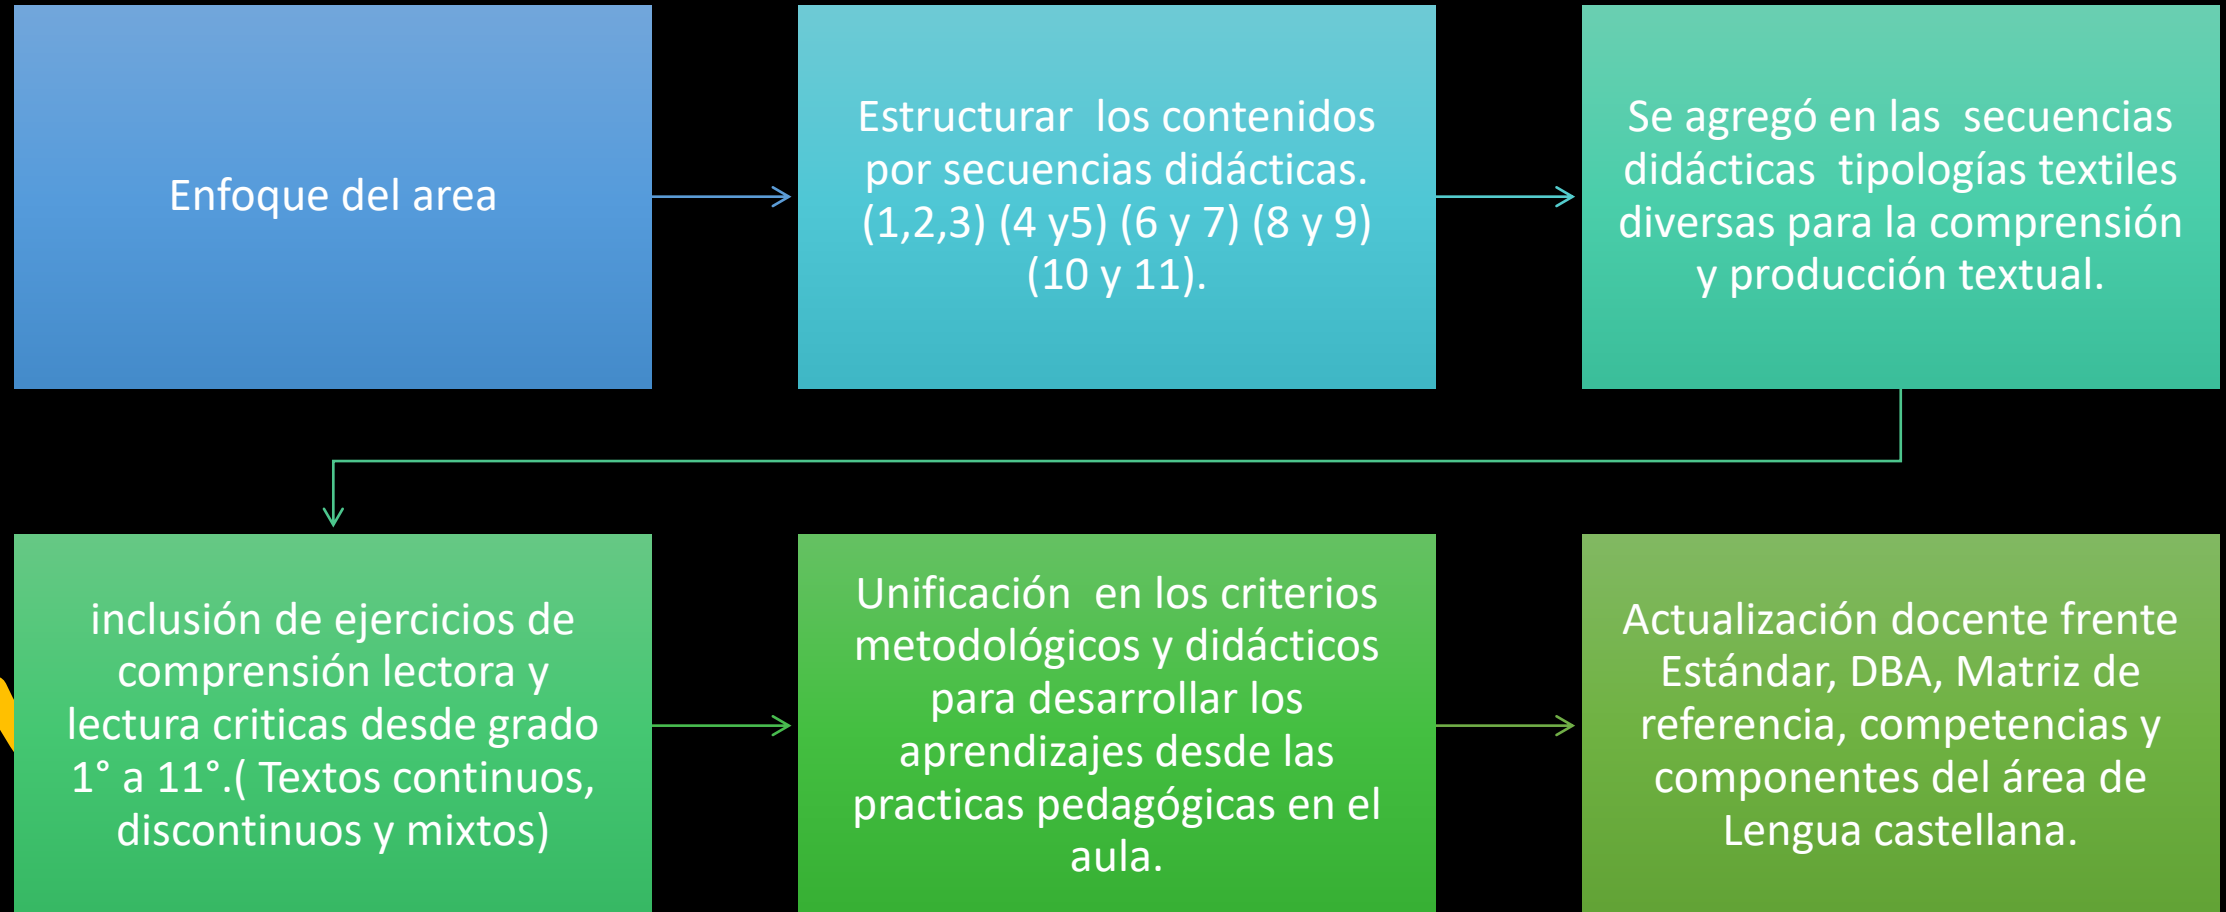 Enfoque del area
Estructurar  los contenidos
por secuencias didácticas.
(1,2,3) (4 y5) (6 y 7) (8 y 9)
(10 y 11).
Se agregó en las  secuencias
didácticas  tipologías textiles
diversas para la comprensión
y producción textual.
inclusión de ejercicios de
comprensión lectora y
lectura criticas desde grado
1° a 11°.( Textos continuos,
discontinuos y mixtos)
Unificación  en los criterios
metodológicos y didácticos
para desarrollar los
aprendizajes desde las
practicas pedagógicas en el
aula.
Actualización docente frente
Estándar, DBA, Matriz de
referencia, competencias y
componentes del área de
Lengua castellana.